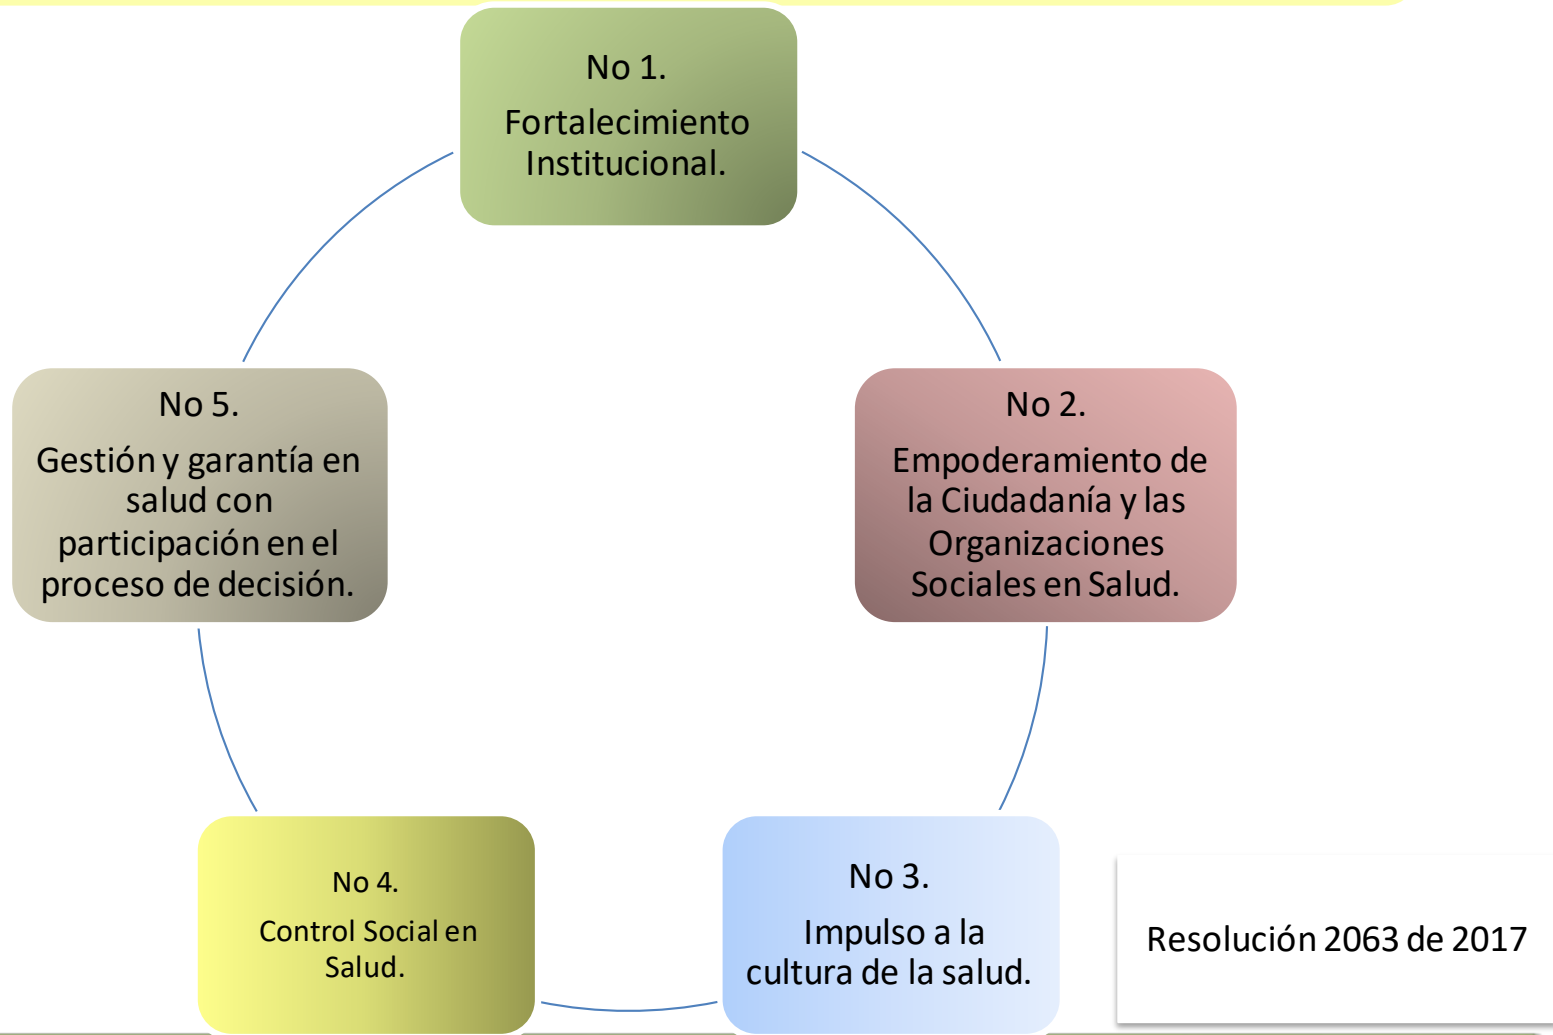 No 1.
Fortalecimiento
Institucional.
No 2.
Empoderamiento de
la Ciudadanía y las
Organizaciones
Sociales en Salud.
No 3.
Impulso a la
cultura de la salud.
No 4.
Control Social en
Salud.
No 5.
Gestión y garantía en
salud con
participación en el
proceso de decisión.
Resolución 2063 de 2017